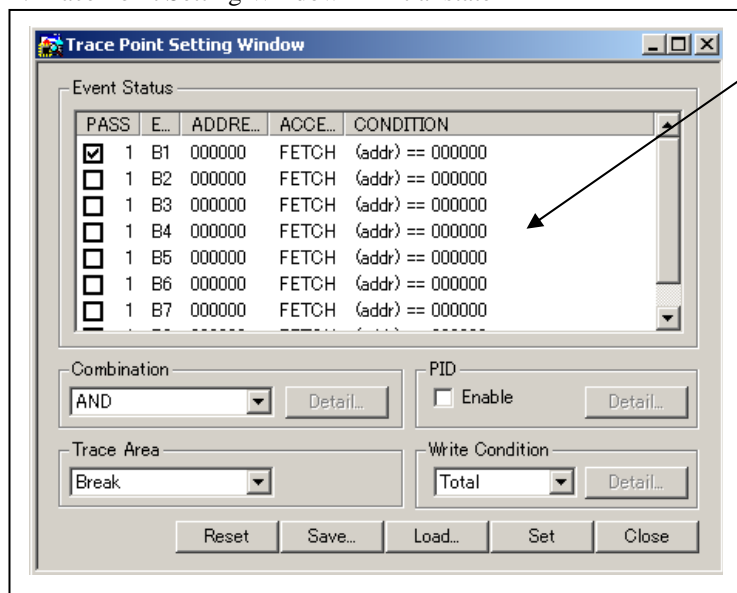 Trace Point Setting Window
Event Status
PASS E... ADDRE... ACCE... CONDITION
1 B1 000000 FETCH (addr) == 000000
1 B2 000000 FETCH (addr) == 000000
1 B3 000000 FETCH (addr) == 000000
1 B4 000000 FETCH (addr) == 000000
1 B5 000000 FETCH (addr) == 000000
1 B6 000000 FETCH (addr) == 000000
1 B7 000000 FETCH (addr) == 000000
Combination
AND Detail...
PID
Enable Detail...
Trace Area
Break
Write Condition
Total Detail...
Reset Save... Load... Set Close